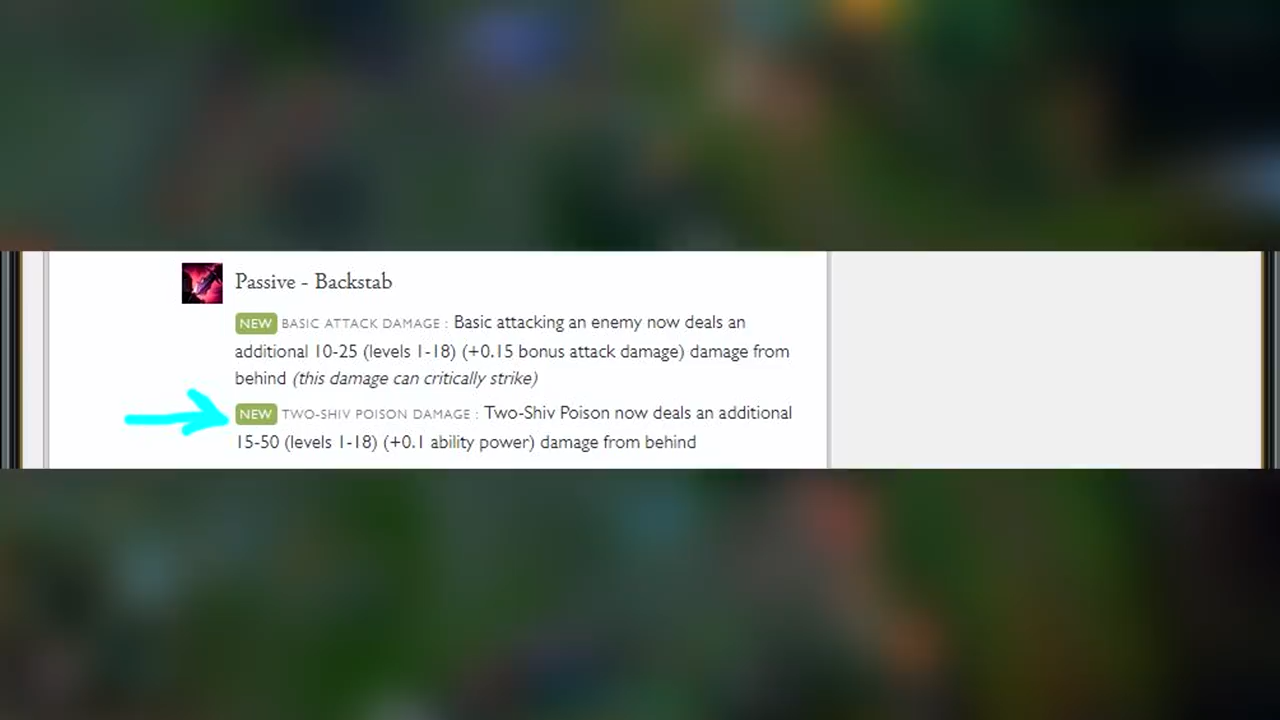 Passive - Backstab
NEW BASIC ATTACK DAMAGE : Basic attacking an enemy now deals an
additional 10-25 (levels 1-18) (+0.15 bonus attack damage) damage from
behind (this damage can critically strike)
NEW TWO-SHIV POISON DAMAGE : Two-Shiv Poison now deals an additional
15-50 (levels 1-18) (+0.1 ability power) damage from behind